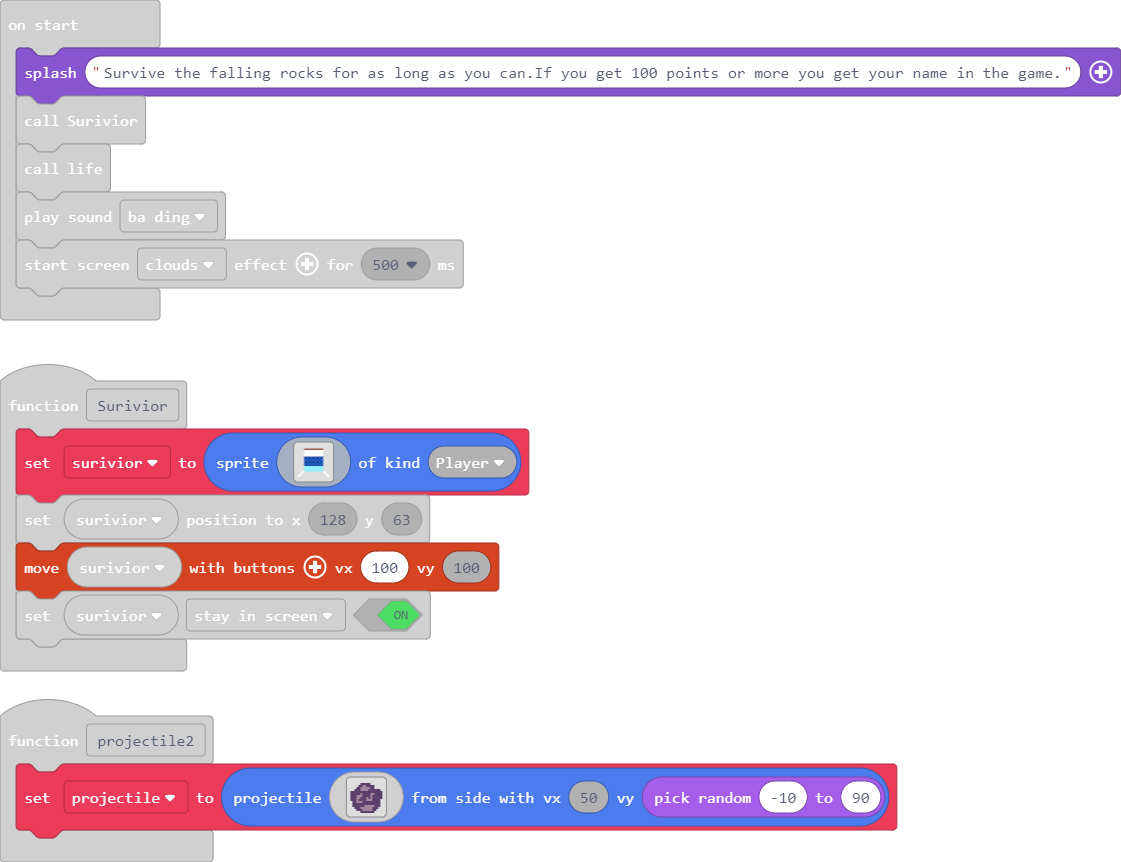 on start
splash "Survive the falling rocks for as long as you can.If you get 100 points or more you get your name in the game."
call Surivior
call life
play sound ba ding
start screen clouds effect for 500 ms
function Surivior
set surivior to sprite of kind Player
set surivior position to x 128 y 63
move surivior with buttons vx 100 vy 100
set surivior stay in screen ON
function projectile2
set projectile to projectile from side with vx 50 vy pick random -10 to 90